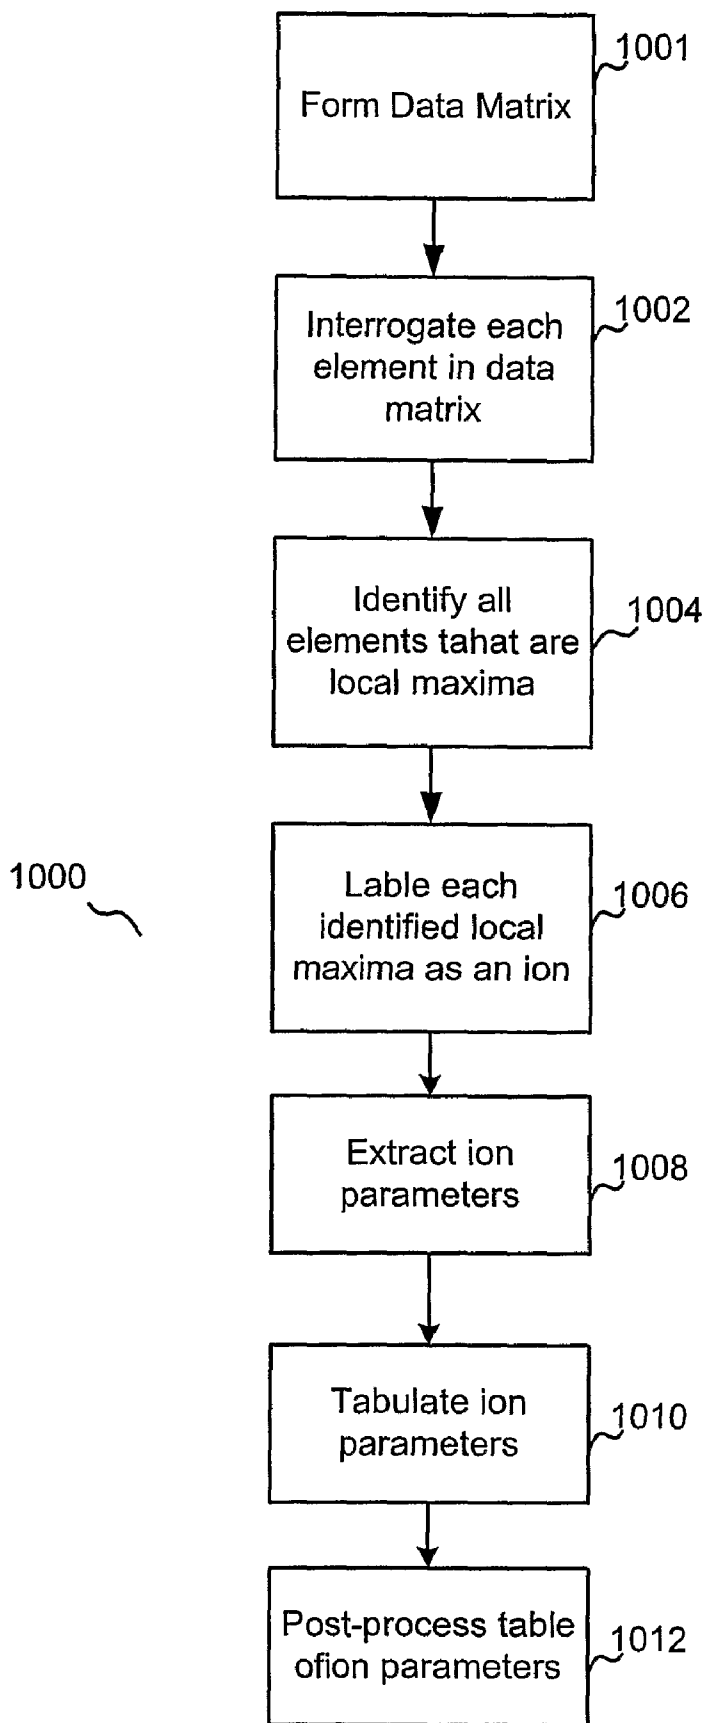 1001
Form Data Matrix
1002
Interrogate each
element in data
matrix
1004
Identify all
elements tahat are
local maxima
1000
1006
Lable each
identified local
maxima as an ion
1008
Extract ion
parameters
1010
Tabulate ion
parameters
1012
Post-process table
ofion parameters